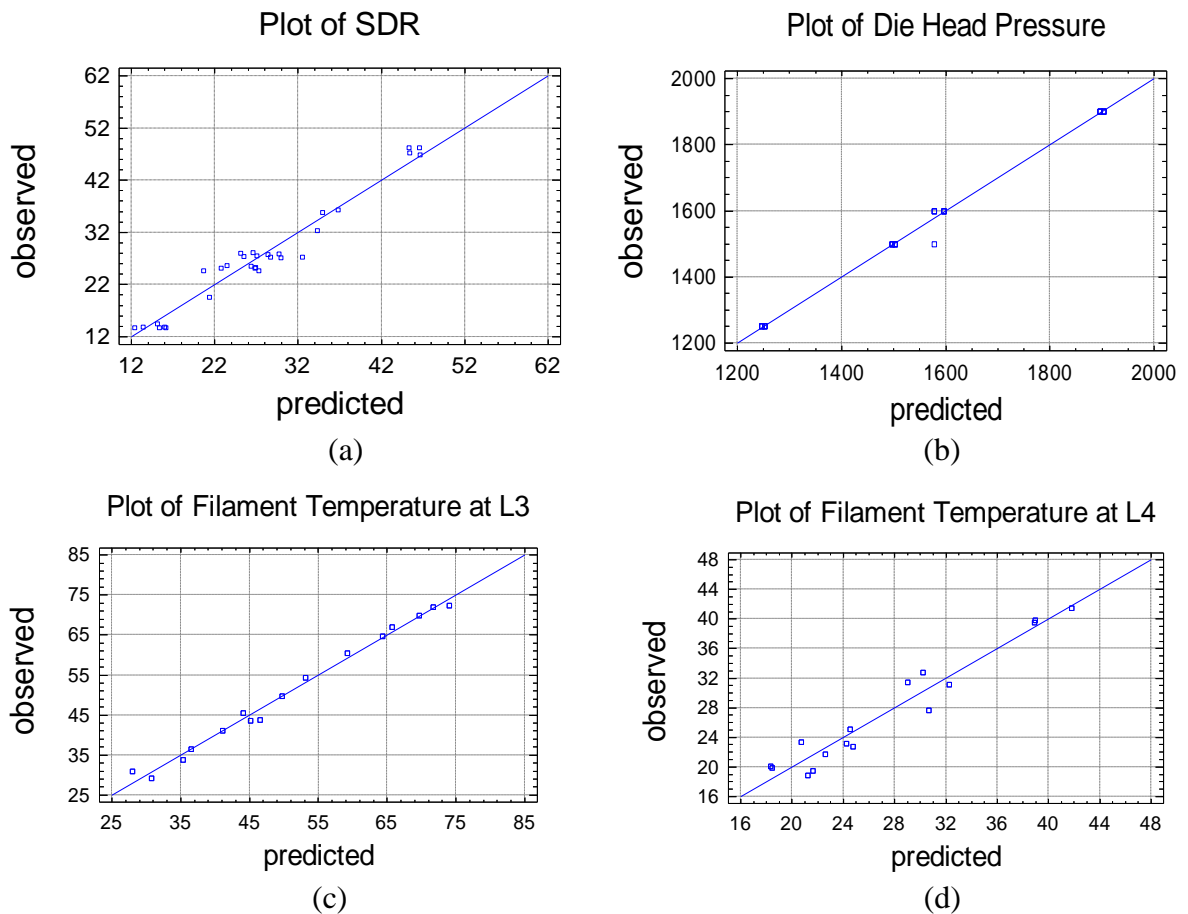 Plot of SDR
62
52
42
32
22
12
observed
12 22 32 42 52 62
predicted
(a)
Plot of Die Head Pressure
2000
1800
1600
1400
1200
observed
1200 1400 1600 1800 2000
predicted
(b)
Plot of Filament Temperature at L3
85
75
65
55
45
35
25
observed
25 35 45 55 65 75 85
predicted
(c)
Plot of Filament Temperature at L4
48
44
40
36
32
28
24
20
16
observed
16 20 24 28 32 36 40 44 48
predicted
(d)